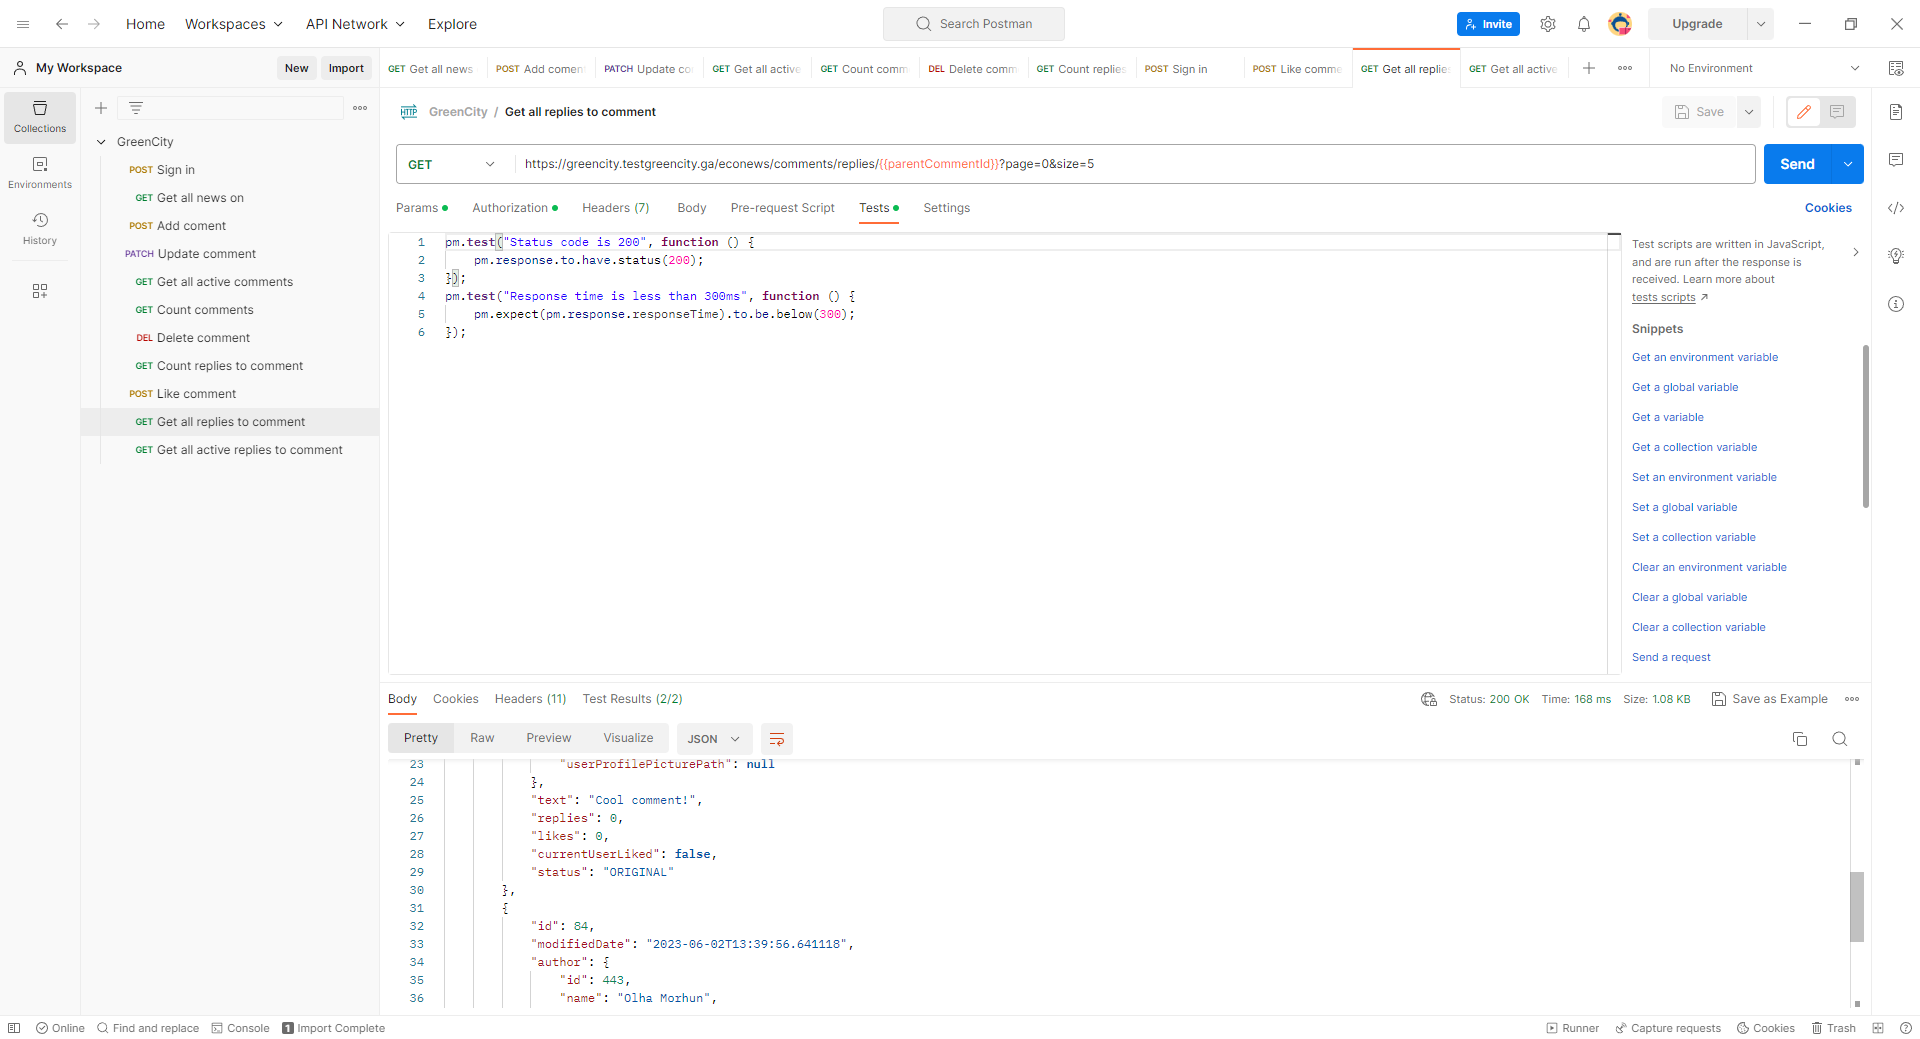 Home Workspaces API Network Explore Search Postman Invite Upgrade
My Workspace New Import
GET Get all news POST Add comen PATCH Update co GET Get all active GET Count comm DEL Delete comm GET Count replies POST Sign in POST Like comme GET Get all replie GET Get all active No Environment
Collections
Environments
History
GreenCity
POST Sign in
GET Get all news on
POST Add coment
PATCH Update comment
GET Get all active comments
GET Count comments
DEL Delete comment
GET Count replies to comment
POST Like comment
GET Get all replies to comment
GET Get all active replies to comment
HTTP GreenCity / Get all replies to comment Save
GET https://greencity.testgreencity.ga/econews/comments/replies/{{parentCommentId}}?page=0&size=5 Send
Params Authorization Headers (7) Body Pre-request Script Tests Settings Cookies
1 pm.test("Status code is 200", function () {
2 pm.response.to.have.status(200);
3 });
4 pm.test("Response time is less than 300ms", function () {
5 pm.expect(pm.response.responseTime).to.be.below(300);
6 });
Test scripts are written in JavaScript,
and are run after the response is
received. Learn more about
tests scripts ↗
Snippets
Get an environment variable
Get a global variable
Get a variable
Get a collection variable
Set an environment variable
Set a global variable
Set a collection variable
Clear an environment variable
Clear a global variable
Clear a collection variable
Send a request
Body Cookies Headers (11) Test Results (2/2) Status: 200 OK Time: 168 ms Size: 1.08 KB Save as Example
Pretty Raw Preview Visualize JSON
23 "userProfilePicturePath": null
24 },
25 "text": "Cool comment!",
26 "replies": 0,
27 "likes": 0,
28 "currentUserLiked": false,
29 "status": "ORIGINAL"
30 },
31 {
32 "id": 84,
33 "modifiedDate": "2023-06-02T13:39:56.641118",
34 "author": {
35 "id": 443,
36 "name": "Olha Morhun",
Online Find and replace Console 1 Import Complete Runner Capture requests Cookies Trash